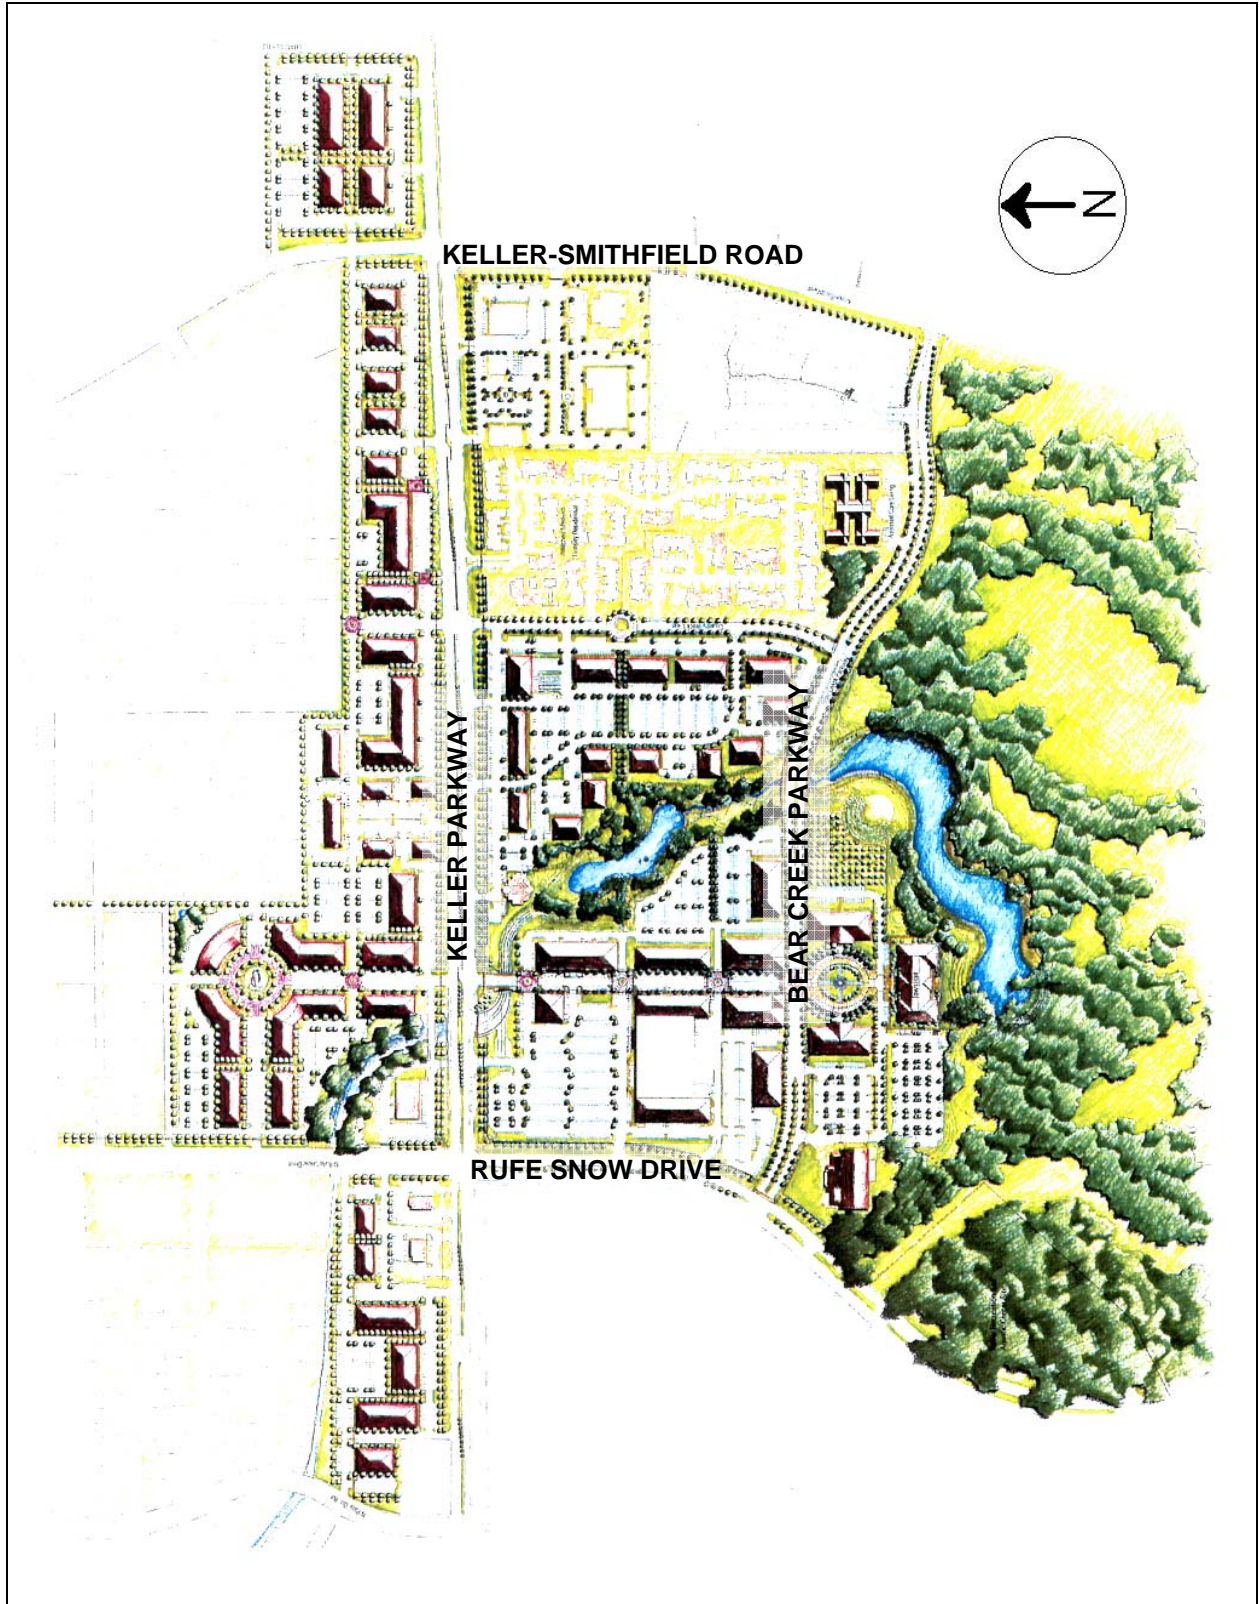 KELLER-SMITHFIELD ROAD
N
KELLER PARKWAY
BEAR CREEK PARKWAY
RUFE SNOW DRIVE